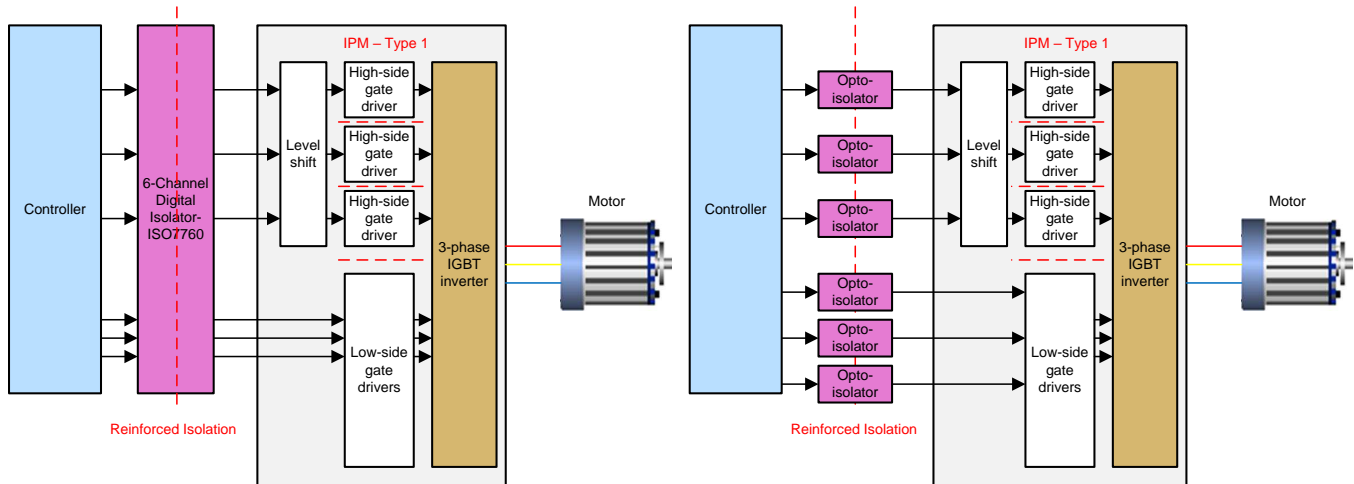 IPM – Type 1
Controller
6-Channel
Digital
Isolator-
ISO7760
Level
shift
High-side
gate
driver
High-side
gate
driver
High-side
gate
driver
Low-side
gate
drivers
3-phase
IGBT
inverter
Motor
Reinforced Isolation
IPM – Type 1
Controller
Opto-
isolator
Opto-
isolator
Opto-
isolator
Opto-
isolator
Opto-
isolator
Opto-
isolator
Level
shift
High-side
gate
driver
High-side
gate
driver
High-side
gate
driver
Low-side
gate
drivers
3-phase
IGBT
inverter
Motor
Reinforced Isolation